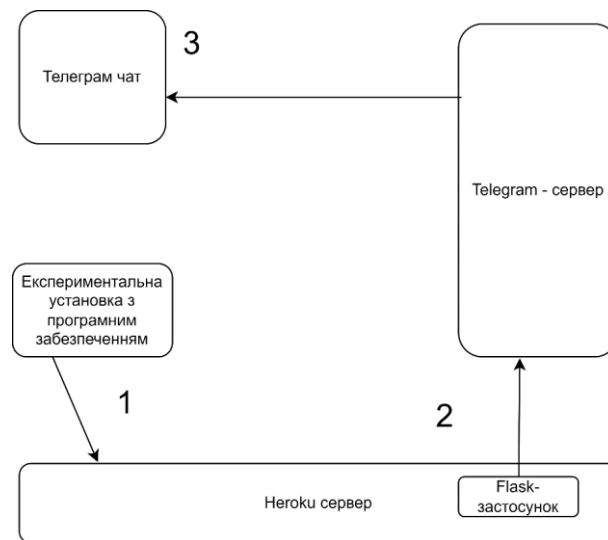 3
Телеграм чат
Telegram - сервер
Експериментальна
установка з
програмним
забезпеченням
1
2
Heroku сервер
Flask-
застосунок